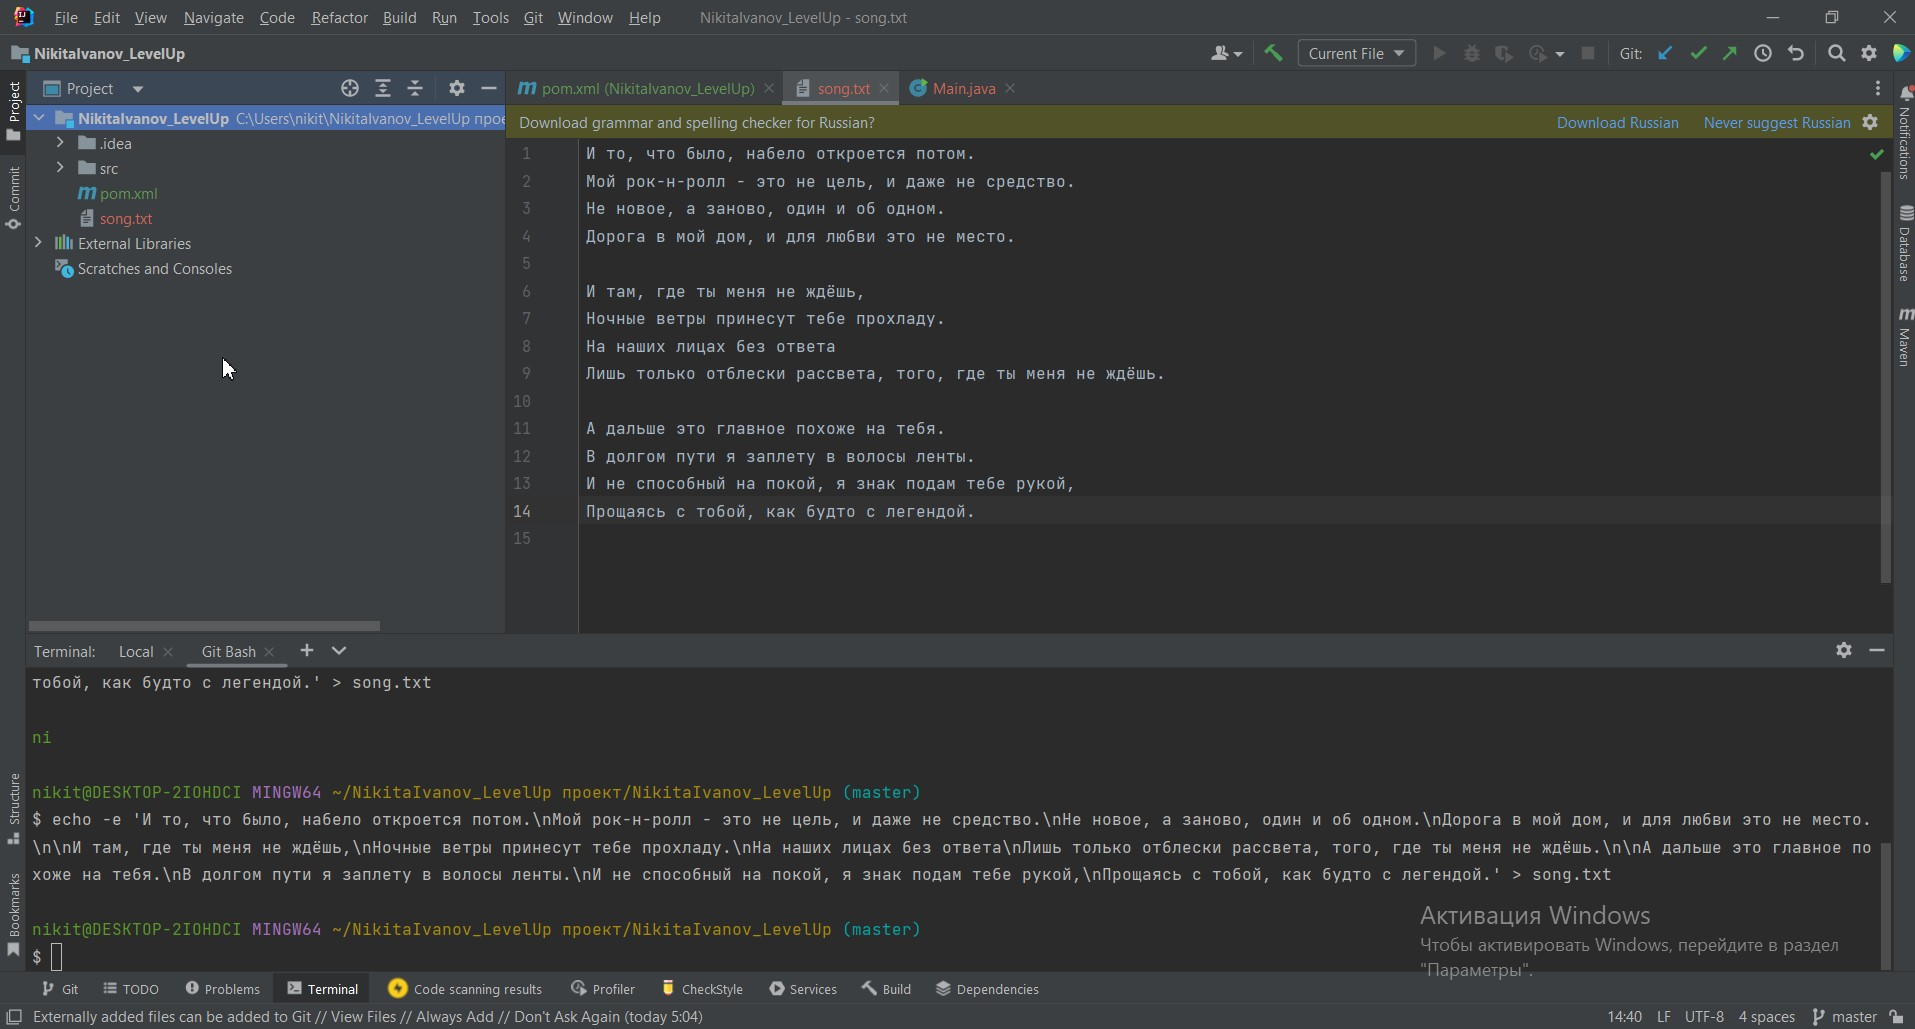 File Edit View Navigate Code Refactor Build Run Tools Git Window Help NikitaIvanov_LevelUp - song.txt
NikitaIvanov_LevelUp
Current File
Git:
Project
pom.xml (NikitaIvanov_LevelUp)
song.txt
Main.java
NikitaIvanov_LevelUp C:\Users\nikit\NikitaIvanov_LevelUp прое
.idea
src
pom.xml
song.txt
External Libraries
Scratches and Consoles
Download grammar and spelling checker for Russian? Download Russian Never suggest Russian
1 И то, что было, набело откроется потом.
2 Мой рок-н-ролл - это не цель, и даже не средство.
3 Не новое, а заново, один и об одном.
4 Дорога в мой дом, и для любви это не место.
5
6 И там, где ты меня не ждёшь,
7 Ночные ветры принесут тебе прохладу.
8 На наших лицах без ответа
9 Лишь только отблески рассвета, того, где ты меня не ждёшь.
10
11 А дальше это главное похоже на тебя.
12 В долгом пути я заплету в волосы ленты.
13 И не способный на покой, я знак подам тебе рукой,
14 Прощаясь с тобой, как будто с легендой.
15
Project
Commit
Structure
Bookmarks
Notifications
Database
Maven
Terminal: Local Git Bash
тобой, как будто с легендой.' > song.txt
ni
nikit@DESKTOP-2IOHDCI MINGW64 ~/NikitaIvanov_LevelUp проект/NikitaIvanov_LevelUp (master)
$ echo -e 'И то, что было, набело откроется потом.\nМой рок-н-ролл - это не цель, и даже не средство.\nНе новое, а заново, один и об одном.\nДорога в мой дом, и для любви это не место.
\n\nИ там, где ты меня не ждёшь,\nНочные ветры принесут тебе прохладу.\nНа наших лицах без ответа\nЛишь только отблески рассвета, того, где ты меня не ждёшь.\n\nА дальше это главное по
хоже на тебя.\nВ долгом пути я заплету в волосы ленты.\nИ не способный на покой, я знак подам тебе рукой,\nПрощаясь с тобой, как будто с легендой.' > song.txt
nikit@DESKTOP-2IOHDCI MINGW64 ~/NikitaIvanov_LevelUp проект/NikitaIvanov_LevelUp (master)
$
Активация Windows
Чтобы активировать Windows, перейдите в раздел
"Параметры".
Git TODO Problems Terminal Code scanning results Profiler CheckStyle Services Build Dependencies
Externally added files can be added to Git // View Files // Always Add // Don't Ask Again (today 5:04) 14:40 LF UTF-8 4 spaces master